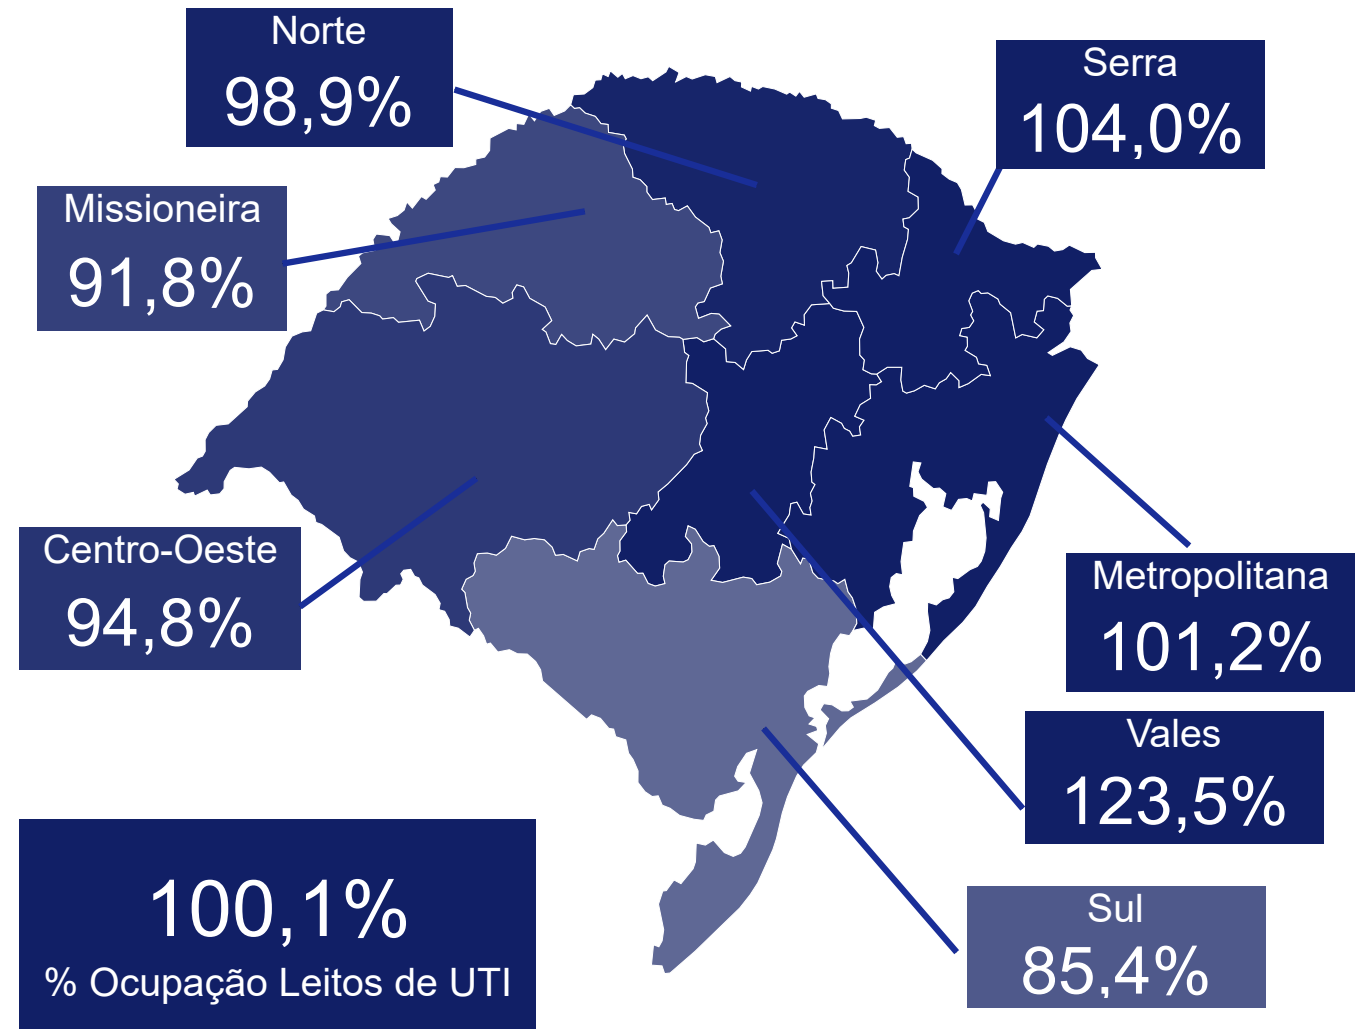 Norte
98,9%
Serra
104,0%
Missioneira
91,8%
Centro-Oeste
94,8%
Metropolitana
101,2%
Vales
123,5%
Sul
85,4%
100,1%
% Ocupação Leitos de UTI